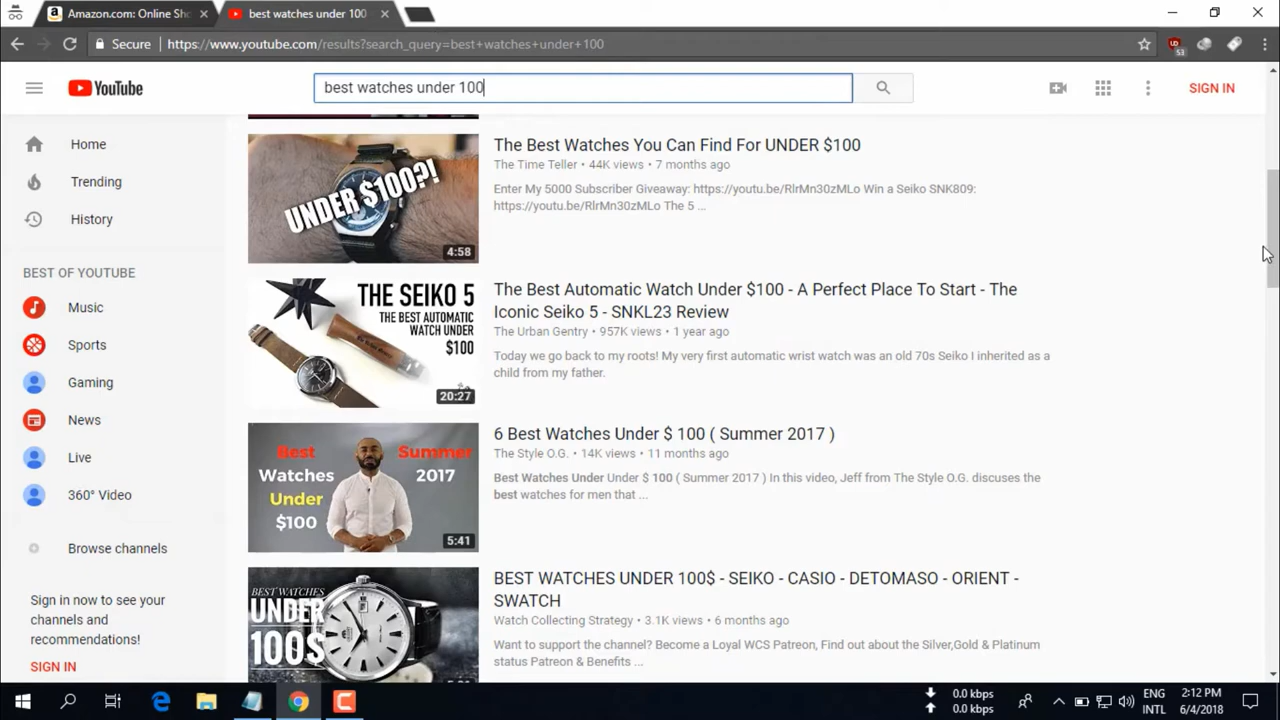 Amazon.com: Online Sho
best watches under 100
Secure
https://www.youtube.com/results?search_query=best+watches+under+100
53
YouTube
best watches under 100
SIGN IN
Home
Trending
History
BEST OF YOUTUBE
Music
Sports
Gaming
News
Live
360° Video
Browse channels
Sign in now to see your
channels and
recommendations!
SIGN IN
UNDER $100?!
4:58
The Best Watches You Can Find For UNDER $100
The Time Teller • 44K views • 7 months ago
Enter My 5000 Subscriber Giveaway: https://youtu.be/RlrMn30zMLo Win a Seiko SNK809:
https://youtu.be/RlrMn30zMLo The 5 ...
THE SEIKO 5
THE BEST AUTOMATIC
WATCH UNDER
$100
20:27
The Best Automatic Watch Under $100 - A Perfect Place To Start - The
Iconic Seiko 5 - SNKL23 Review
The Urban Gentry • 957K views • 1 year ago
Today we go back to my roots! My very first automatic wrist watch was an old 70s Seiko I inherited as a
child from my father.
Best Summer
Watches 2017
Under
$100
5:41
6 Best Watches Under $ 100 ( Summer 2017 )
The Style O.G. • 14K views • 11 months ago
Best Watches Under Under $ 100 ( Summer 2017 ) In this video, Jeff from The Style O.G. discuses the
best watches for men that ...
BEST WATCHES
UNDER
100$
BEST WATCHES UNDER 100$ - SEIKO - CASIO - DETOMASO - ORIENT -
SWATCH
Watch Collecting Strategy • 3.1K views • 6 months ago
Want to support the channel? Become a Loyal WCS Patreon, Find out about the Silver,Gold & Platinum
status Patreon & Benefits ...
0.0 kbps
0.0 kbps
ENG
INTL
2:12 PM
6/4/2018